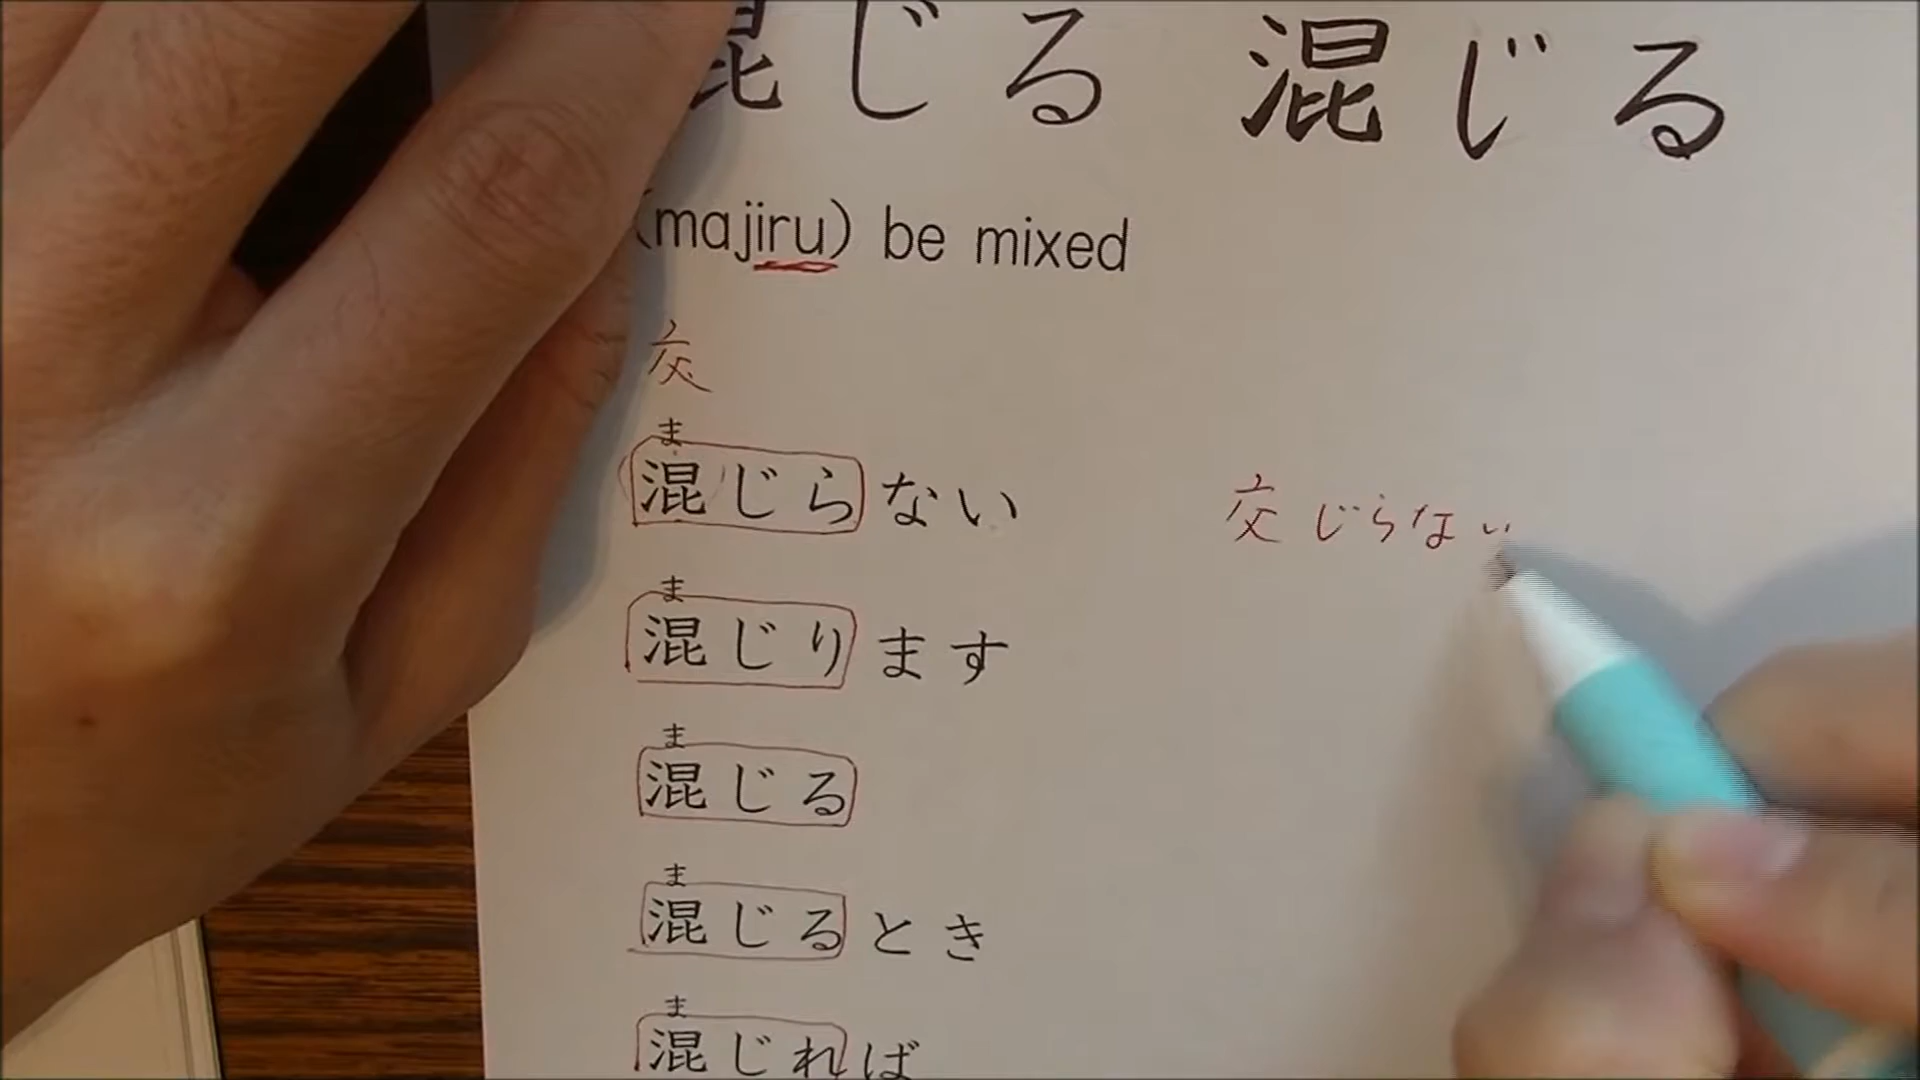 混じる 混じる
(majiru) be mixed
交
ま
混じらない 交じらない
ま
混じります
ま
混じる
ま
混じるとき
ま
混じれば